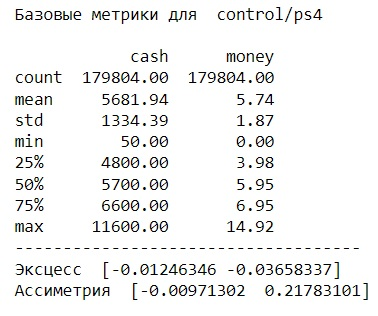 Базовые метрики для  control/ps4
            cash      money
count  179804.00  179804.00
mean     5681.94       5.74
std      1334.39       1.87
min        50.00       0.00
25%      4800.00       3.98
50%      5700.00       5.95
75%      6600.00       6.95
max     11600.00      14.92
------------------------------------
Эксцесс  [-0.01246346 -0.03658337]
Ассиметрия  [-0.00971302  0.21783101]